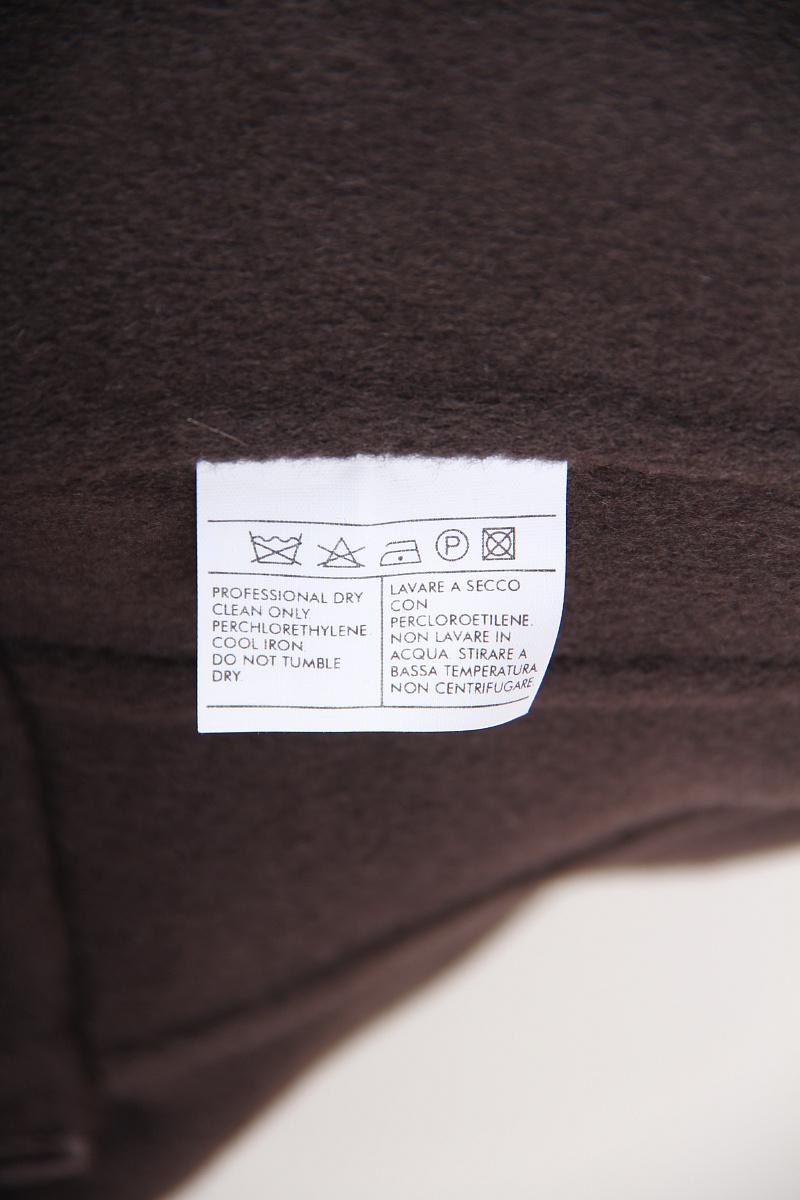 P
PROFESSIONAL DRY
CLEAN ONLY.
PERCHLORETHYLENE.
COOL IRON.
DO NOT TUMBLE
DRY.
LAVARE A SECCO
CON
PERCLOROETILENE.
NON LAVARE IN
ACQUA. STIRARE A
BASSA TEMPERATURA.
NON CENTRIFUGARE.